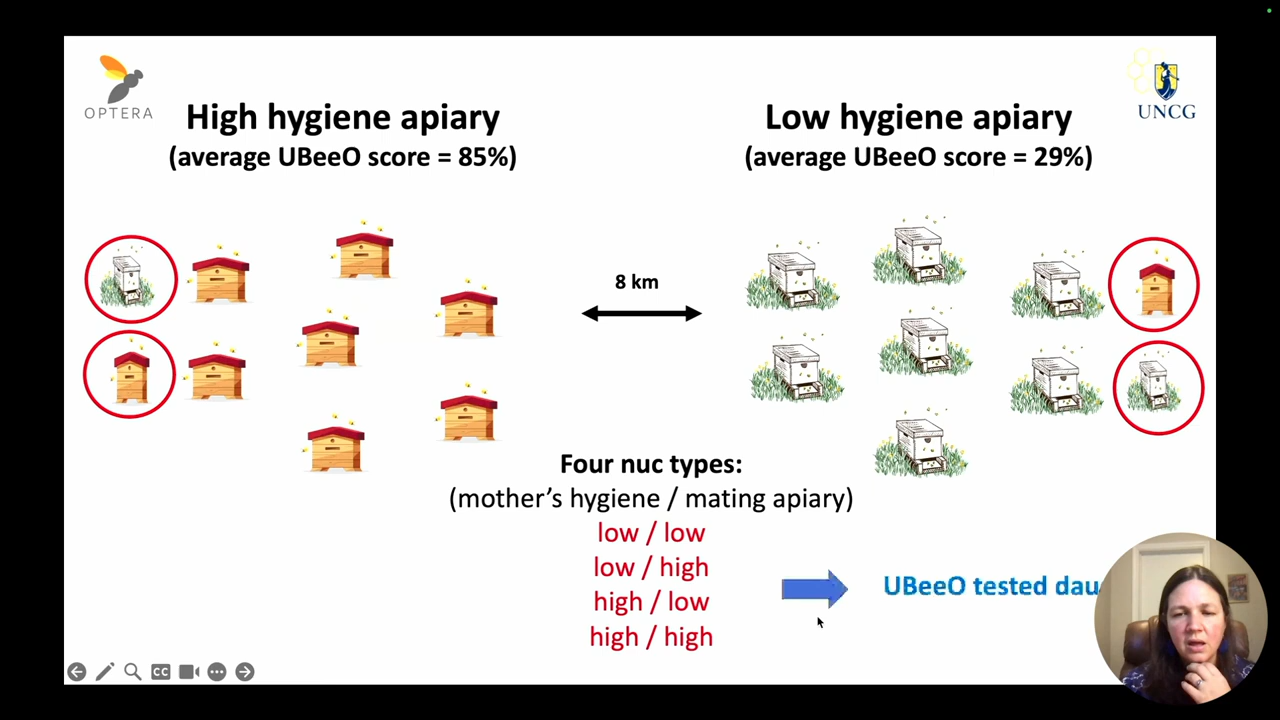 OPTERA
High hygiene apiary
(average UBeeO score = 85%)
Low hygiene apiary
(average UBeeO score = 29%)
UNCG
8 km
Four nuc types:
(mother's hygiene / mating apiary)
low / low
low / high
high / low
high / high
UBeeO tested dau
CC